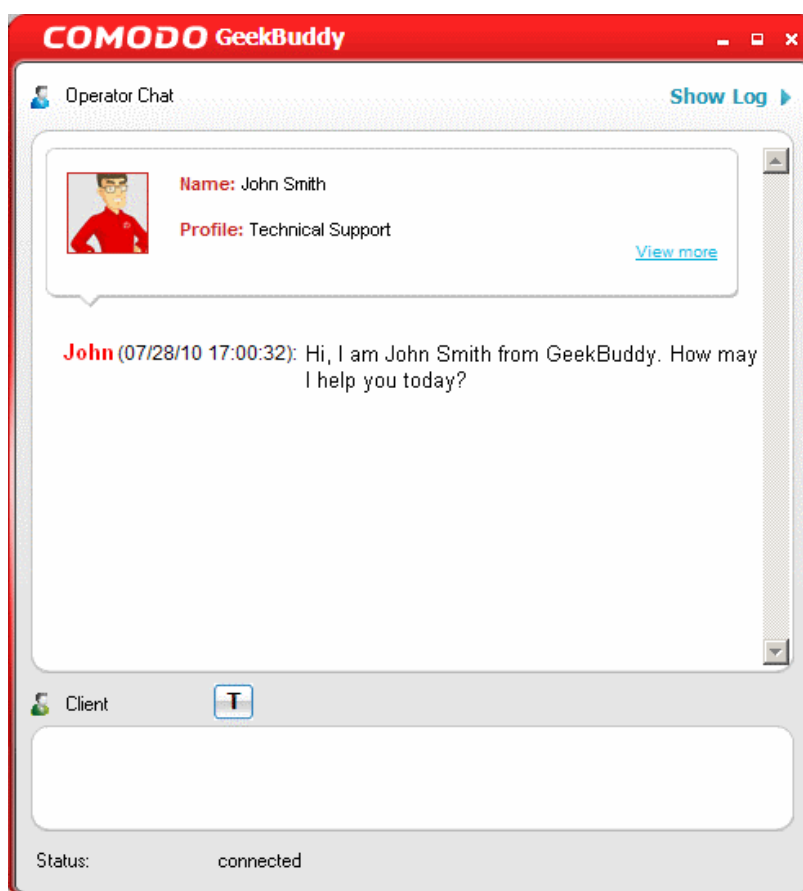 COMODO GeekBuddy
Operator Chat
Show Log
Name: John Smith
Profile: Technical Support
View more
John (07/28/10 17:00:32): Hi, I am John Smith from GeekBuddy. How may
I help you today?
Client
T
Status: connected